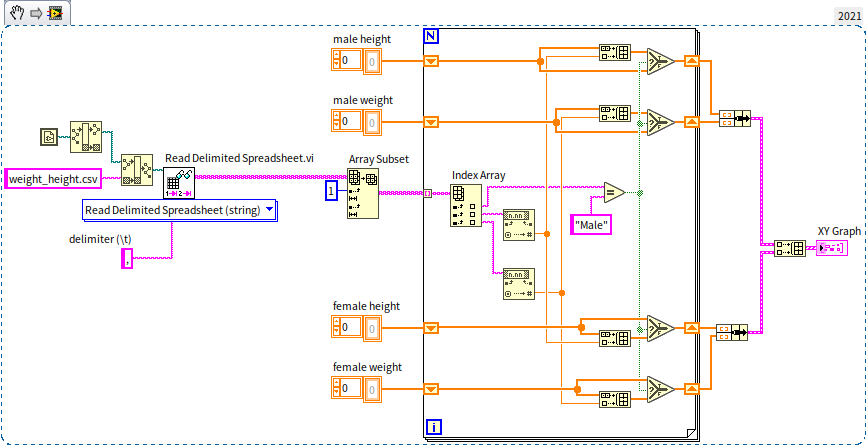 2021
male height
0
0
N
male weight
0
0
Read Delimited Spreadsheet.vi
Array Subset
weight_height.csv
1
Index Array
Read Delimited Spreadsheet (string)
"Male"
delimiter (\t)
,
XY Graph
female height
0
0
female weight
0
0
i